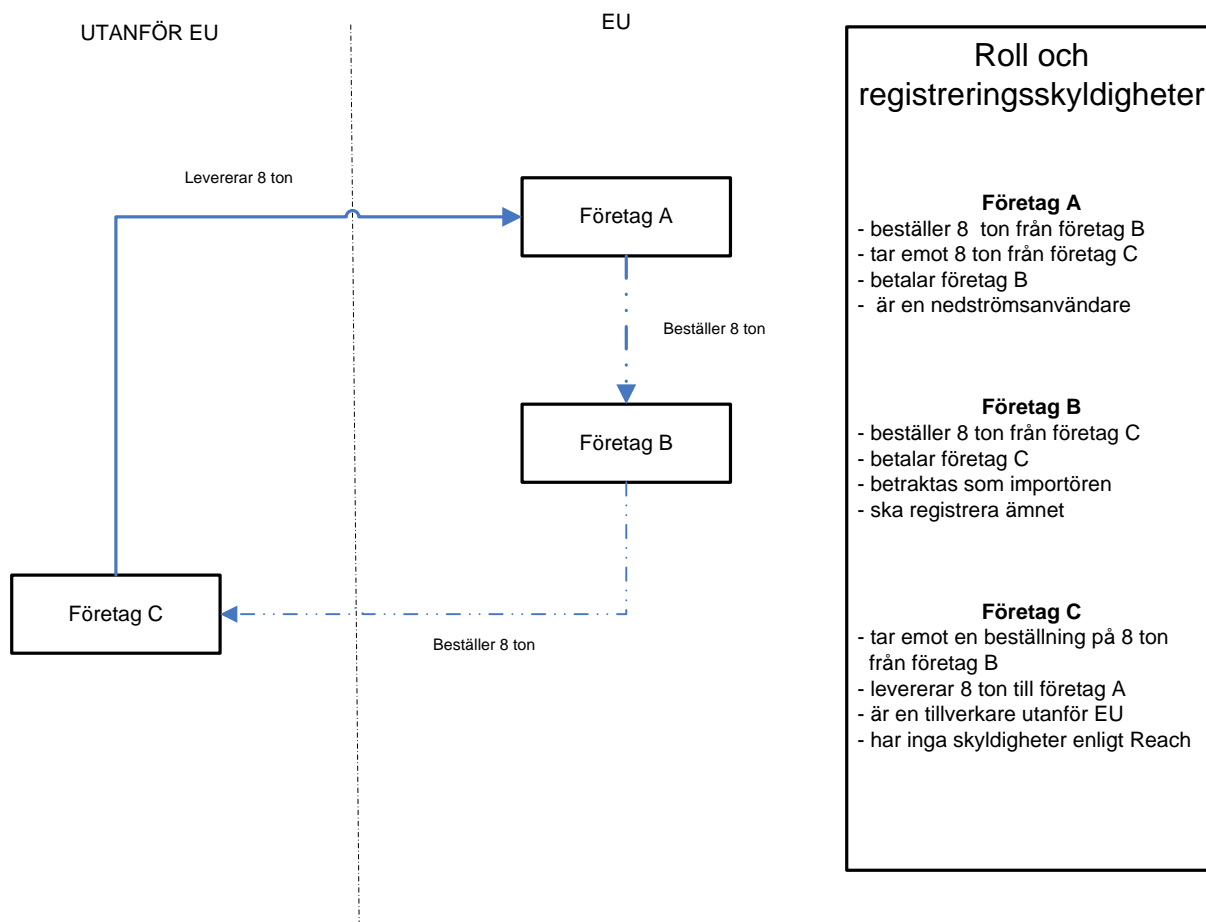 UTANFÖR EU
EU
Levererar 8 ton
Företag A
Beställer 8 ton
Företag B
Företag C
Beställer 8 ton
Roll och
registreringsskyldigheter
Företag A
- beställer 8 ton från företag B
- tar emot 8 ton från företag C
- betalar företag B
- är en nedströmsanvändare
Företag B
- beställer 8 ton från företag C
- betalar företag C
- betraktas som importören
- ska registrera ämnet
Företag C
- tar emot en beställning på 8 ton
från företag B
- levererar 8 ton till företag A
- är en tillverkare utanför EU
- har inga skyldigheter enligt Reach